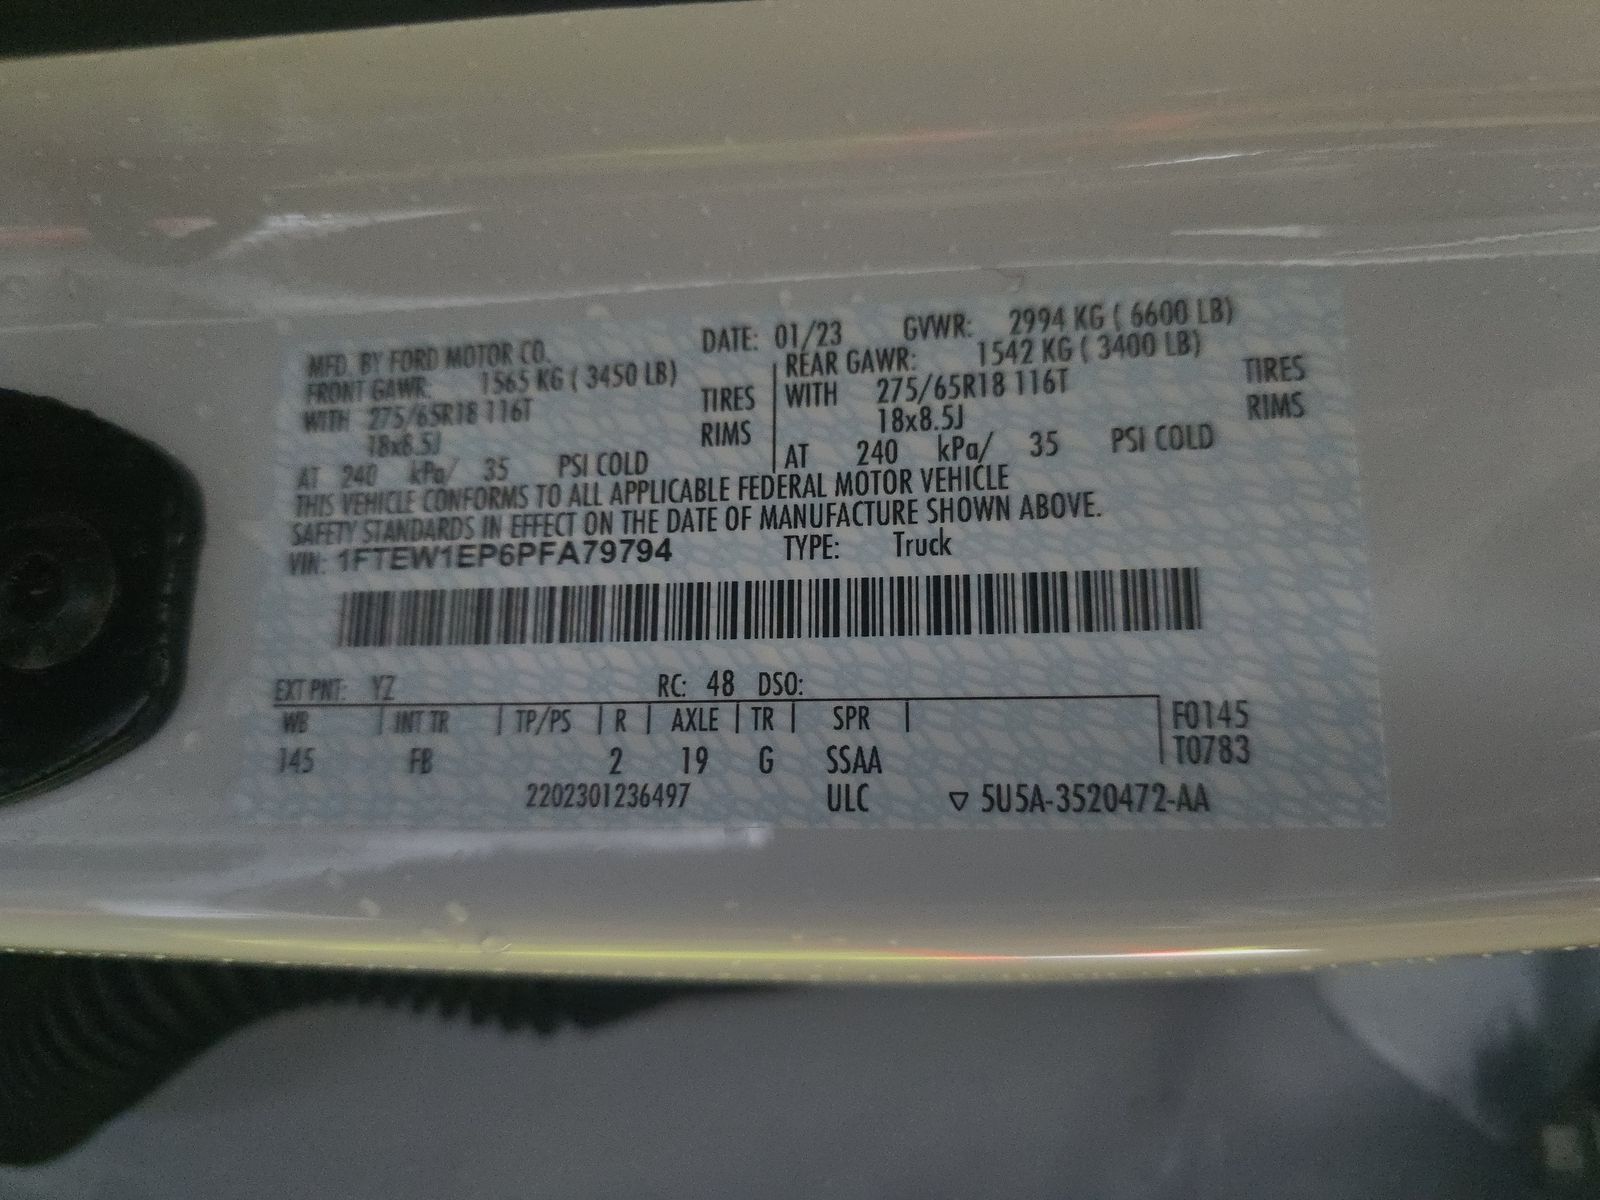 MFD. BY FORD MOTOR CO. DATE: 01/23 GVWR: 2994 KG ( 6600 LB)
FRONT GAWR: 1565 KG ( 3450 LB) REAR GAWR: 1542 KG ( 3400 LB)
WITH 275/65R18 116T TIRES WITH 275/65R18 116T TIRES
18x8.5J RIMS 18x8.5J RIMS
AT 240 kPa/ 35 PSI COLD AT 240 kPa/ 35 PSI COLD
THIS VEHICLE CONFORMS TO ALL APPLICABLE FEDERAL MOTOR VEHICLE
SAFETY STANDARDS IN EFFECT ON THE DATE OF MANUFACTURE SHOWN ABOVE.
VIN: 1FTEW1EP6PFA79794 TYPE: Truck
EXT PNT: YZ RC: 48 DSO:
WB INT TR TP/PS R AXLE TR SPR F0145
145 FB 2 19 G SSAA T0783
2202301236497 ULC ▽ 5U5A-3520472-AA